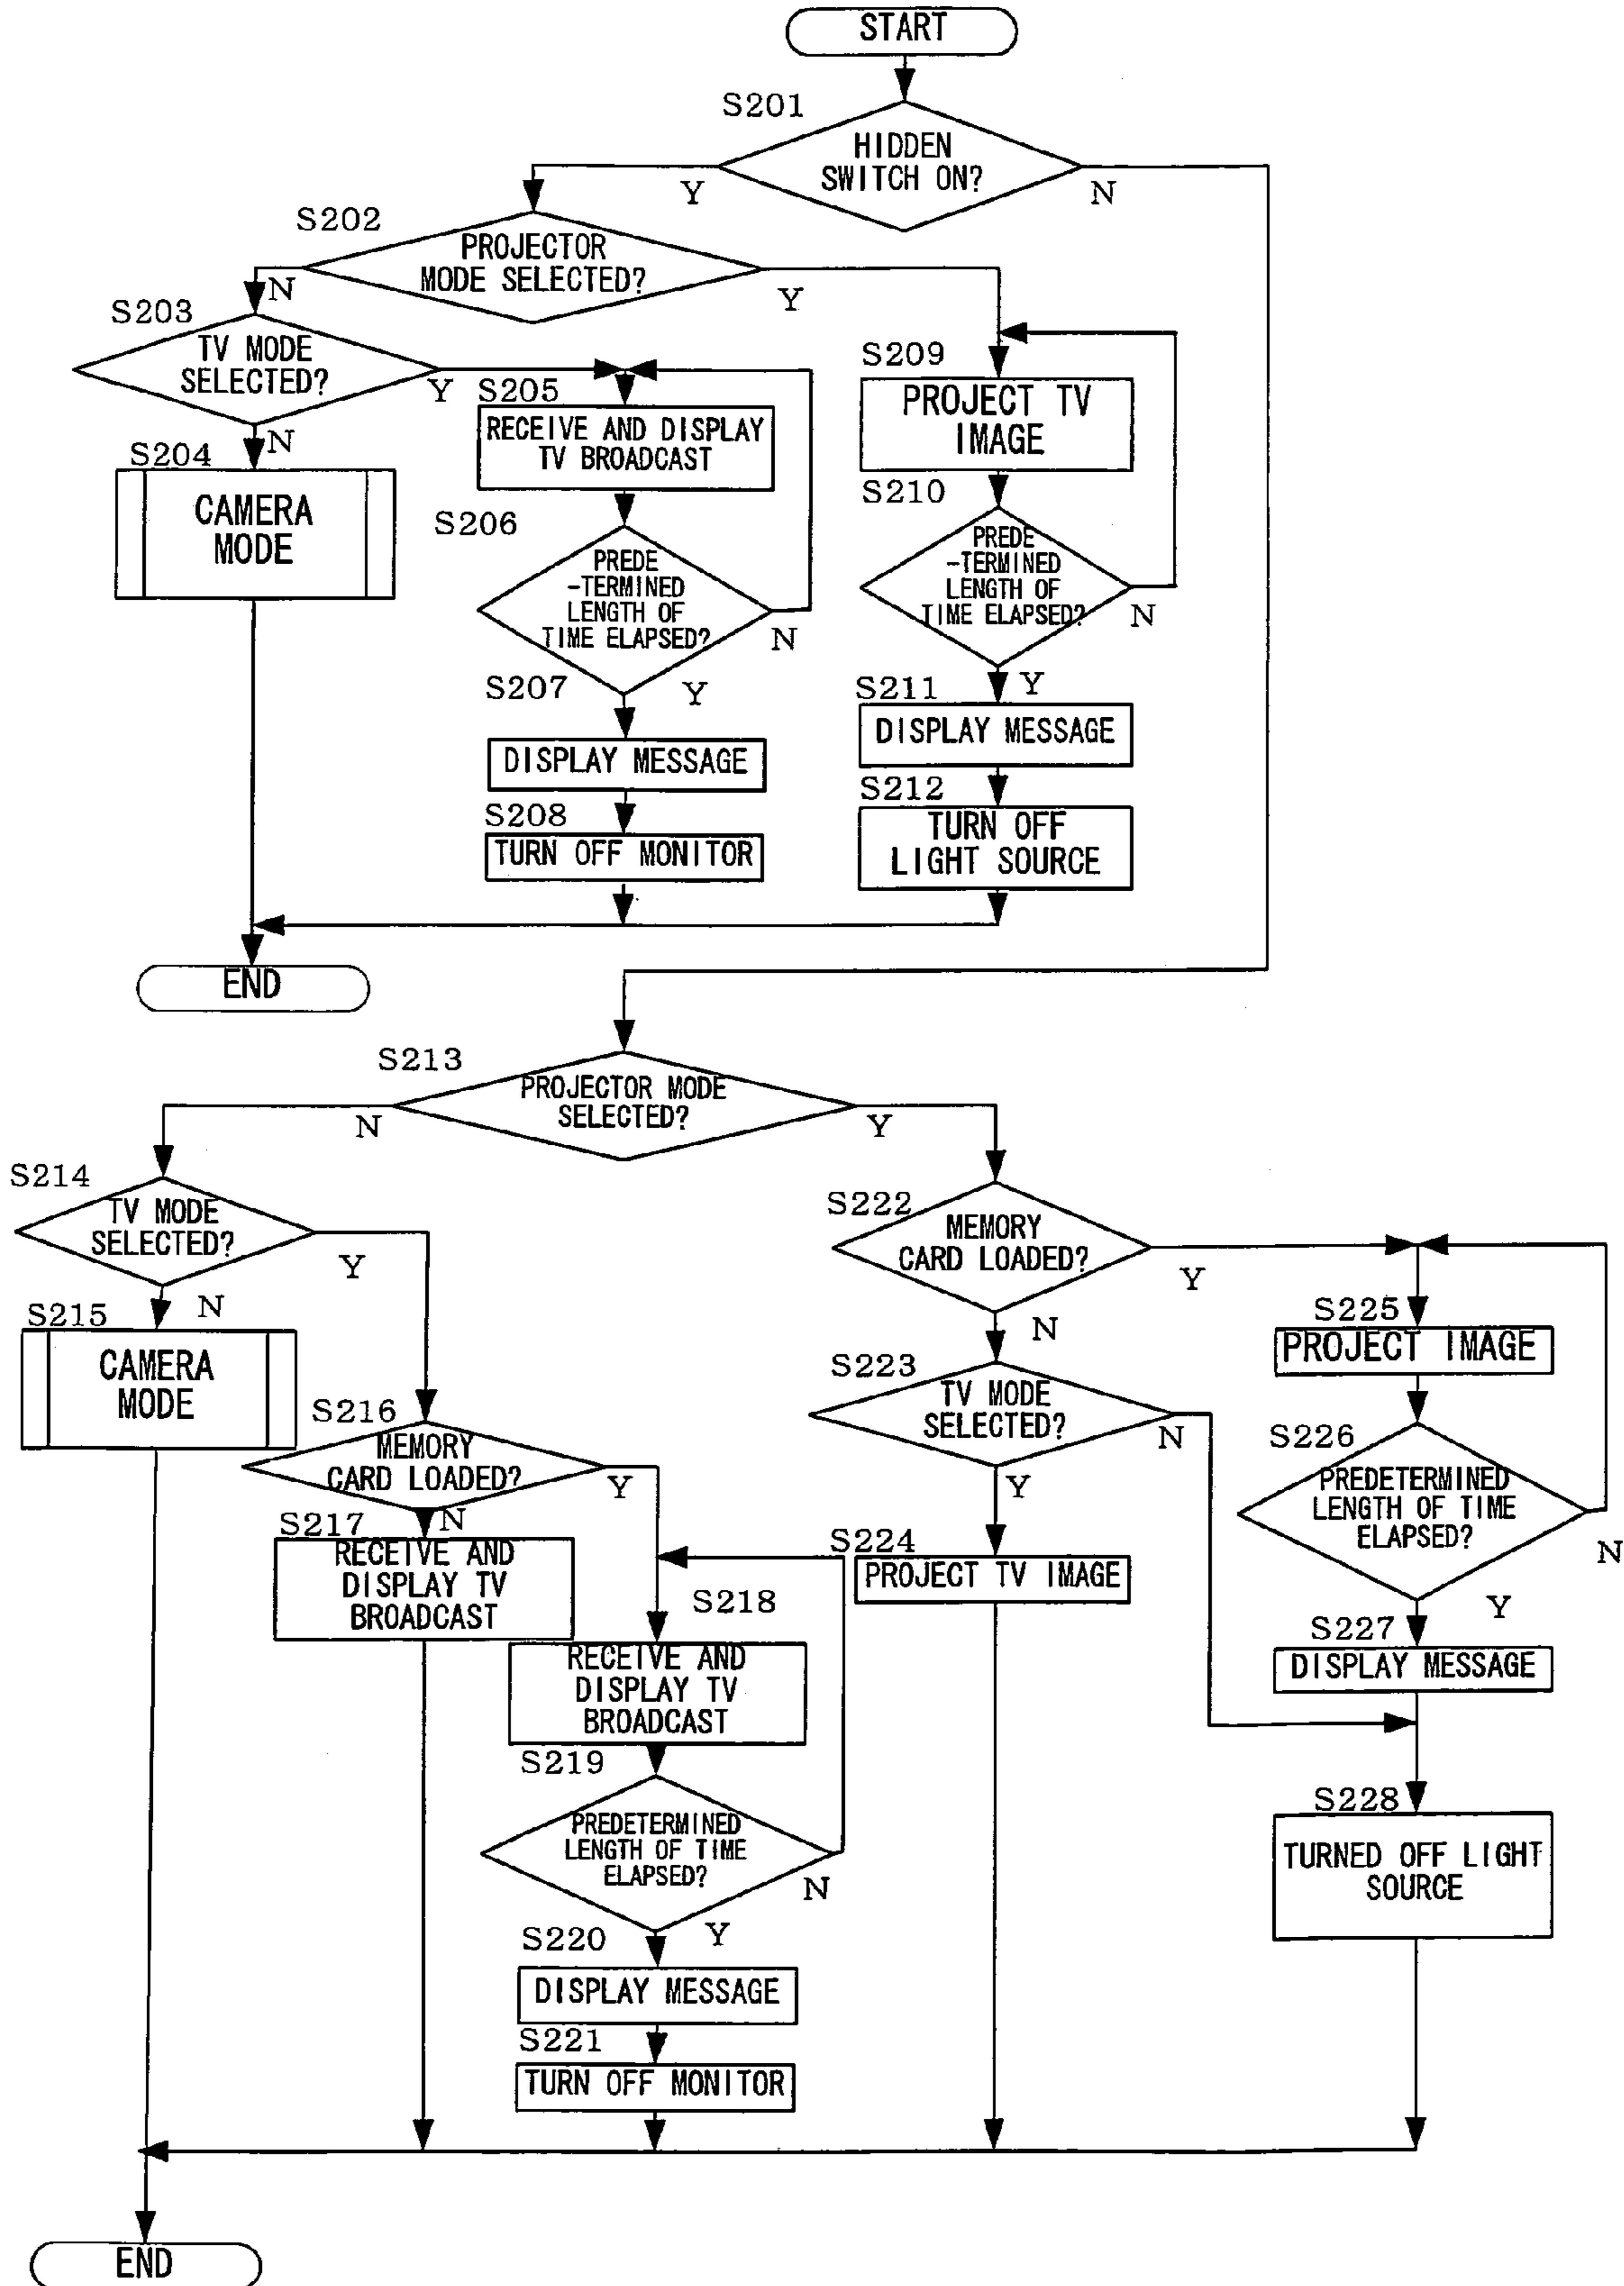 START
S201
HIDDEN
SWITCH ON?
Y
N
S202
PROJECTOR
MODE SELECTED?
N
Y
S203
TV MODE
SELECTED?
Y
N
S204
CAMERA
MODE
S205
RECEIVE AND DISPLAY
TV BROADCAST
S206
PREDE
-TERMINED
LENGTH OF
TIME ELAPSED?
N
Y
S207
DISPLAY MESSAGE
S208
TURN OFF MONITOR
S209
PROJECT TV
IMAGE
S210
PREDE
-TERMINED
LENGTH OF
TIME ELAPSED?
N
Y
S211
DISPLAY MESSAGE
S212
TURN OFF
LIGHT SOURCE
END
S213
PROJECTOR MODE
SELECTED?
N
Y
S214
TV MODE
SELECTED?
Y
N
S215
CAMERA
MODE
S216
MEMORY
CARD LOADED?
Y
N
S217
RECEIVE AND
DISPLAY TV
BROADCAST
S218
RECEIVE AND
DISPLAY TV
BROADCAST
S219
PREDETERMINED
LENGTH OF TIME
ELAPSED?
N
Y
S220
DISPLAY MESSAGE
S221
TURN OFF MONITOR
S222
MEMORY
CARD LOADED?
Y
N
S223
TV MODE
SELECTED?
N
Y
S224
PROJECT TV IMAGE
S225
PROJECT IMAGE
S226
PREDETERMINED
LENGTH OF TIME
ELAPSED?
N
Y
S227
DISPLAY MESSAGE
S228
TURNED OFF LIGHT
SOURCE
END